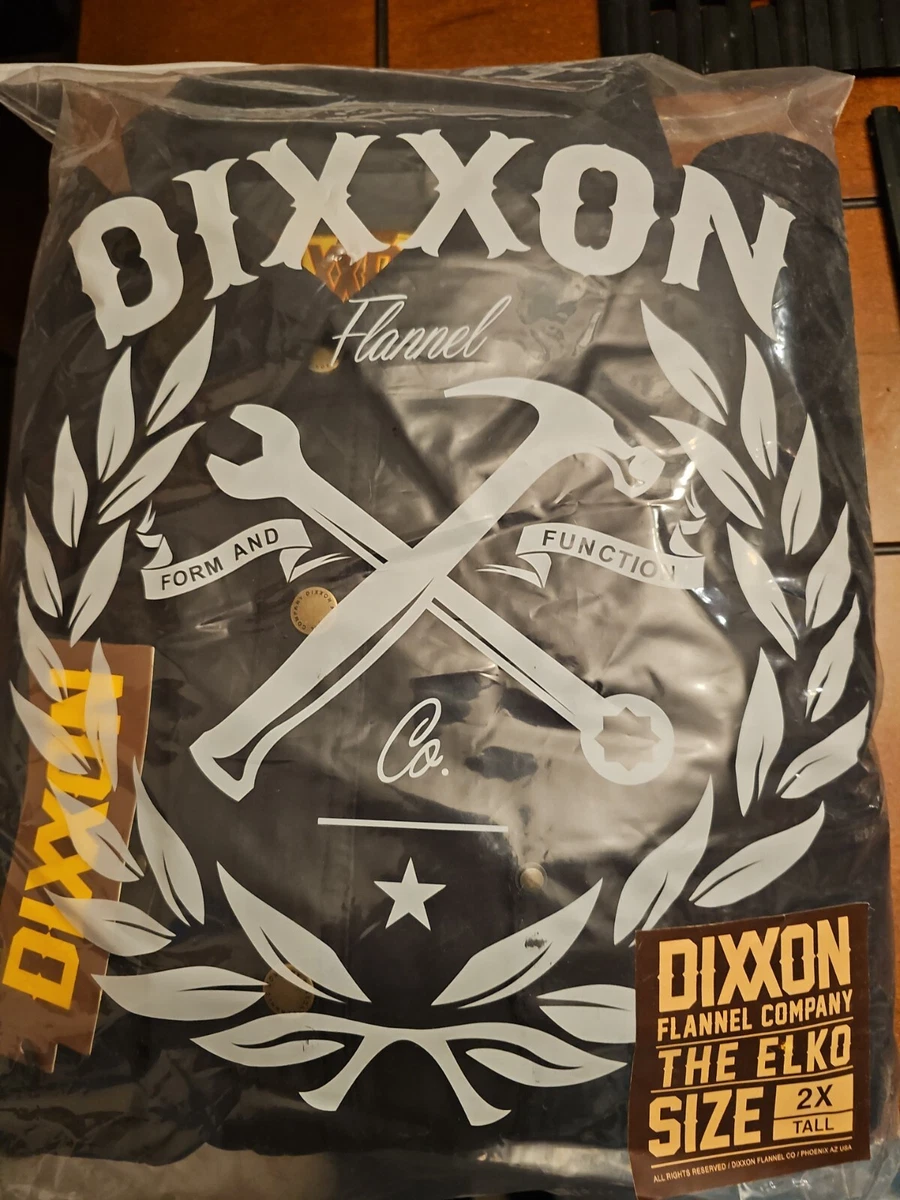 DIXXON
Flannel
FORM AND
FUNCTION
Co.
DIXXON
DIXXON
FLANNEL COMPANY
THE ELKO
SIZE 2X
TALL
ALL RIGHTS RESERVED / DIXXON FLANNEL CO / PHOENIX AZ USA